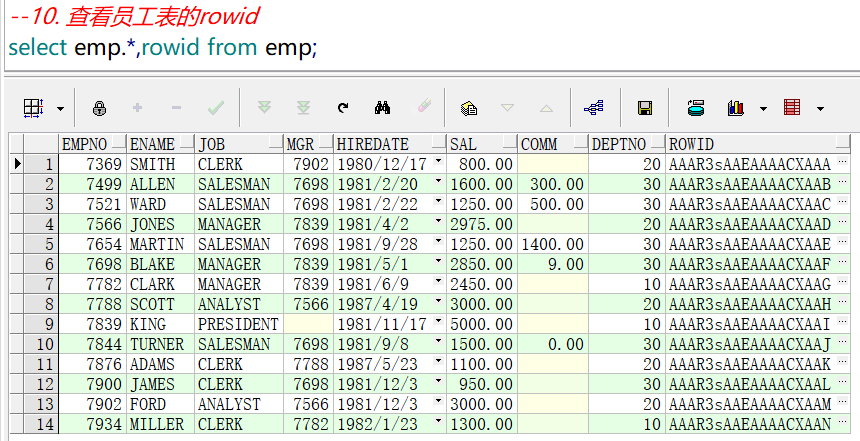 --10. 查看员工表的rowid
select emp.*,rowid from emp;
EMPNO ENAME JOB MGR HIREDATE SAL COMM DEPTNO ROWID
1 7369 SMITH CLERK 7902 1980/12/17 800.00 20 AAAR3sAAEAAAACXAAA
2 7499 ALLEN SALESMAN 7698 1981/2/20 1600.00 300.00 30 AAAR3sAAEAAAACXAAB
3 7521 WARD SALESMAN 7698 1981/2/22 1250.00 500.00 30 AAAR3sAAEAAAACXAAC
4 7566 JONES MANAGER 7839 1981/4/2 2975.00 20 AAAR3sAAEAAAACXAAD
5 7654 MARTIN SALESMAN 7698 1981/9/28 1250.00 1400.00 30 AAAR3sAAEAAAACXAAE
6 7698 BLAKE MANAGER 7839 1981/5/1 2850.00 9.00 30 AAAR3sAAEAAAACXAAF
7 7782 CLARK MANAGER 7839 1981/6/9 2450.00 10 AAAR3sAAEAAAACXAAG
8 7788 SCOTT ANALYST 7566 1987/4/19 3000.00 20 AAAR3sAAEAAAACXAAH
9 7839 KING PRESIDENT 1981/11/17 5000.00 10 AAAR3sAAEAAAACXAAI
10 7844 TURNER SALESMAN 7698 1981/9/8 1500.00 0.00 30 AAAR3sAAEAAAACXAAJ
11 7876 ADAMS CLERK 7788 1987/5/23 1100.00 20 AAAR3sAAEAAAACXAAK
12 7900 JAMES CLERK 7698 1981/12/3 950.00 30 AAAR3sAAEAAAACXAAL
13 7902 FORD ANALYST 7566 1981/12/3 3000.00 20 AAAR3sAAEAAAACXAAM
14 7934 MILLER CLERK 7782 1982/1/23 1300.00 10 AAAR3sAAEAAAACXAAN